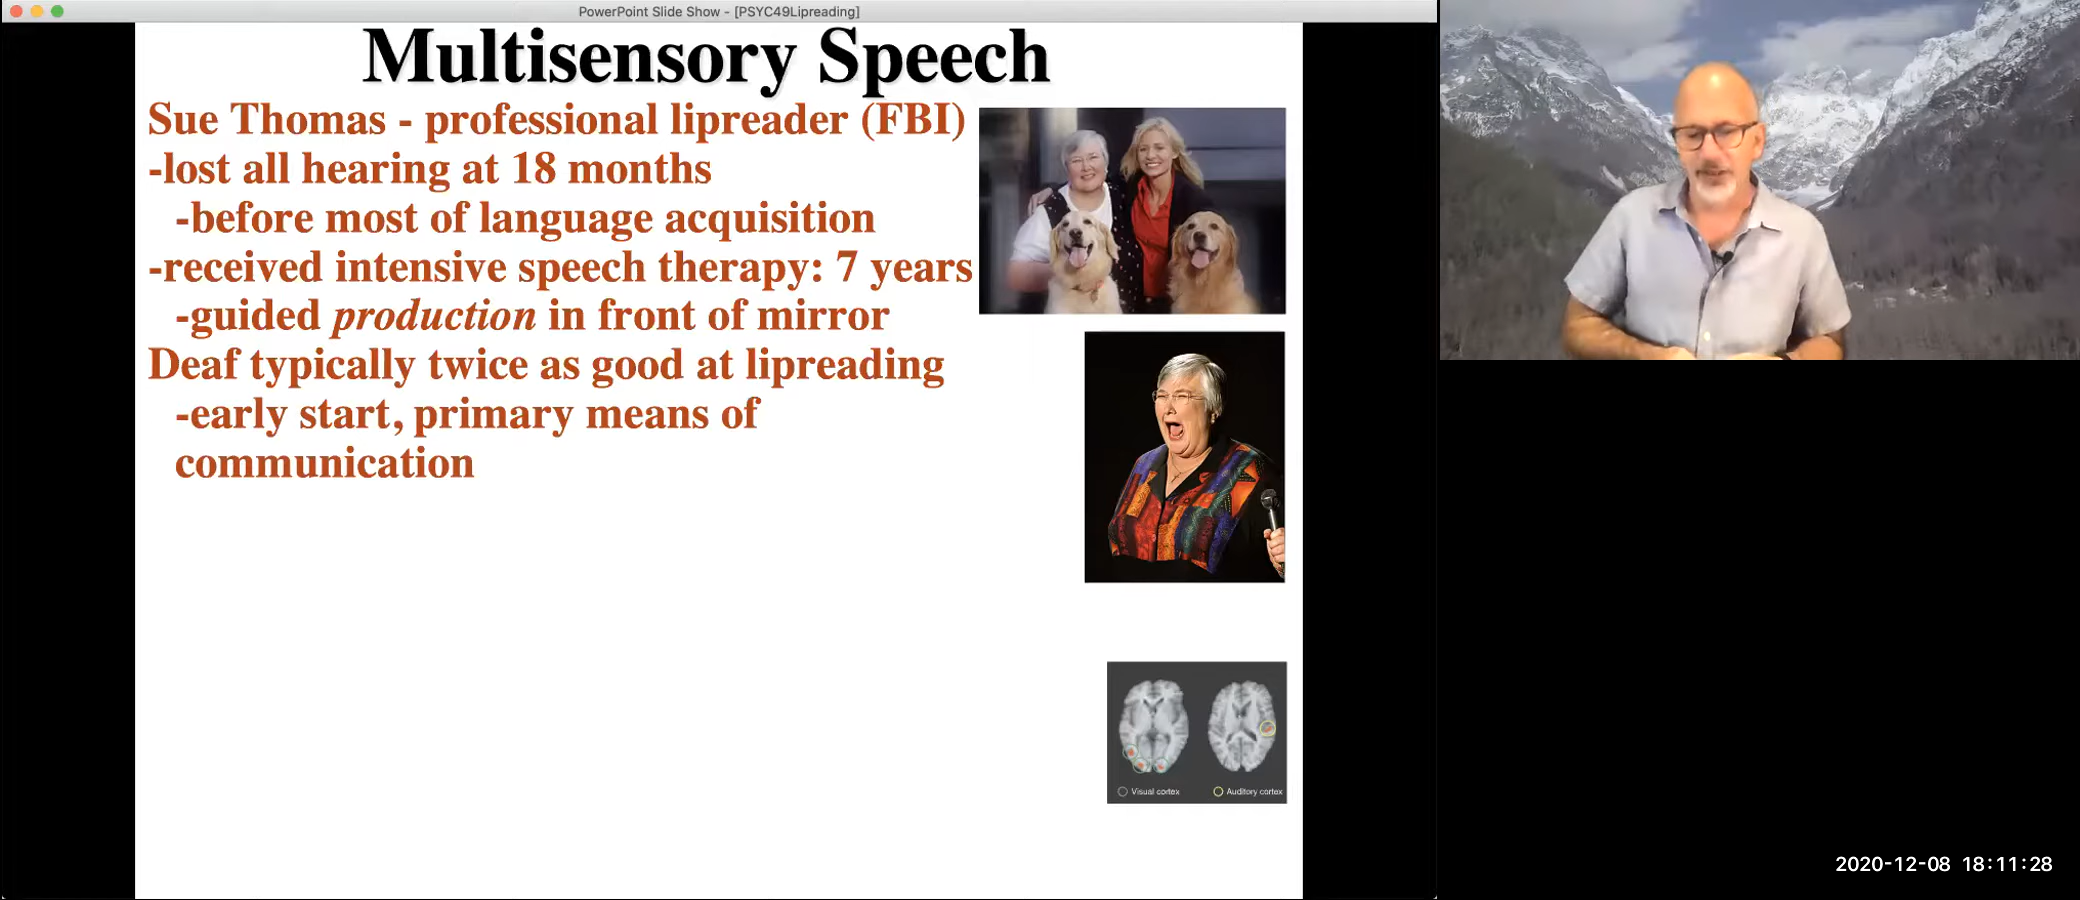 PowerPoint Slide Show - [PSYC49Lipreading]
Multisensory Speech
Sue Thomas - professional lipreader (FBI)
-lost all hearing at 18 months
-before most of language acquisition
-received intensive speech therapy: 7 years
-guided production in front of mirror
Deaf typically twice as good at lipreading
-early start, primary means of
communication
Visual cortex
Auditory cortex
2020-12-08 18:11:28